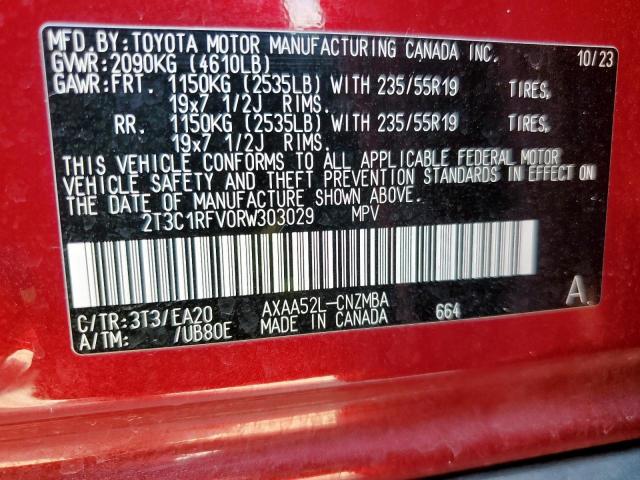 MFD.BY:TOYOTA MOTOR MANUFACTURING CANADA INC. 10/23
GVWR:2090KG (4610LB)
GAWR:FRT. 1150KG (2535LB) WITH 235/55R19 TIRES,
19x7 1/2J RIMS.
RR. 1150KG (2535LB) WITH 235/55R19 TIRES,
19x7 1/2J RIMS.
THIS VEHICLE CONFORMS TO ALL APPLICABLE FEDERAL MOTOR
VEHICLE SAFETY AND THEFT PREVENTION STANDARDS IN EFFECT ON
THE DATE OF MANUFACTURE SHOWN ABOVE.
2T3C1RFV0RW303029 MPV
C/TR:3T3/EA20 AXAA52L-CNZMBA 664 A.
A/TM: /UB80E MADE IN CANADA